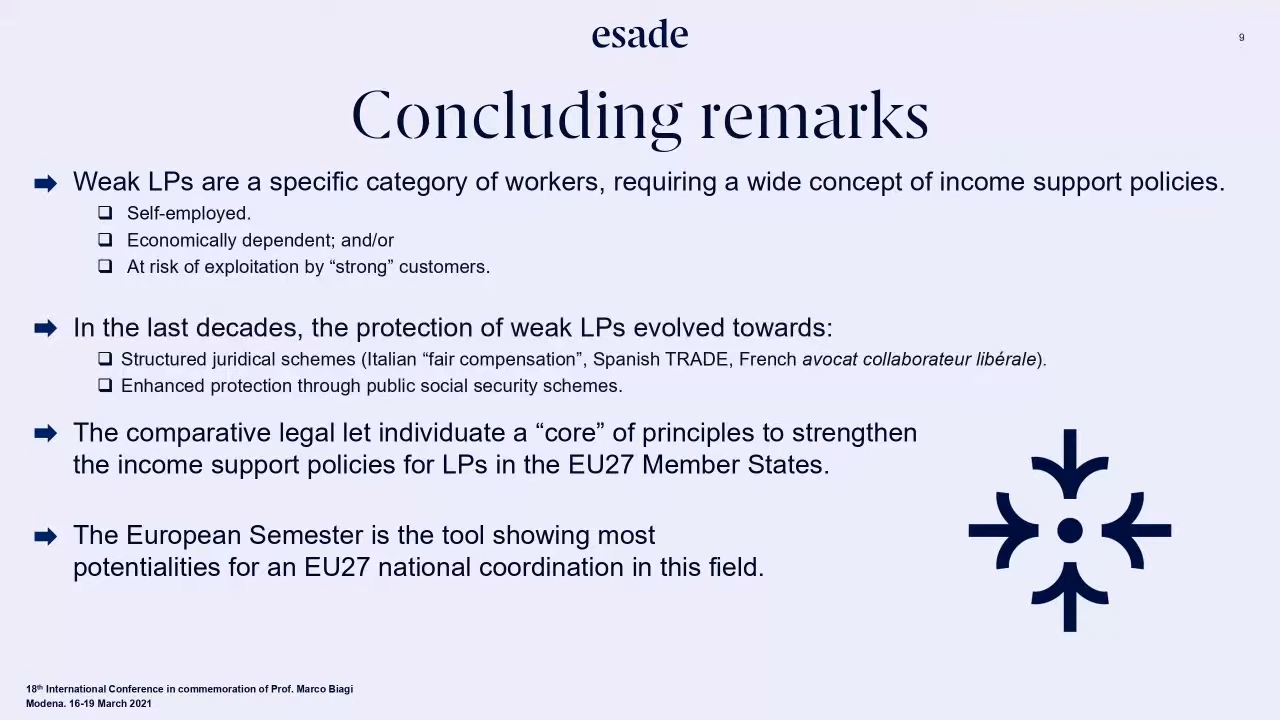 esade
9
Concluding remarks
Weak LPs are a specific category of workers, requiring a wide concept of income support policies.
Self-employed.
Economically dependent; and/or
At risk of exploitation by “strong” customers.
In the last decades, the protection of weak LPs evolved towards:
Structured juridical schemes (Italian “fair compensation”, Spanish TRADE, French avocat collaborateur libérale).
Enhanced protection through public social security schemes.
The comparative legal let individuate a “core” of principles to strengthen
the income support policies for LPs in the EU27 Member States.
The European Semester is the tool showing most
potentialities for an EU27 national coordination in this field.
18th International Conference in commemoration of Prof. Marco Biagi
Modena. 16-19 March 2021